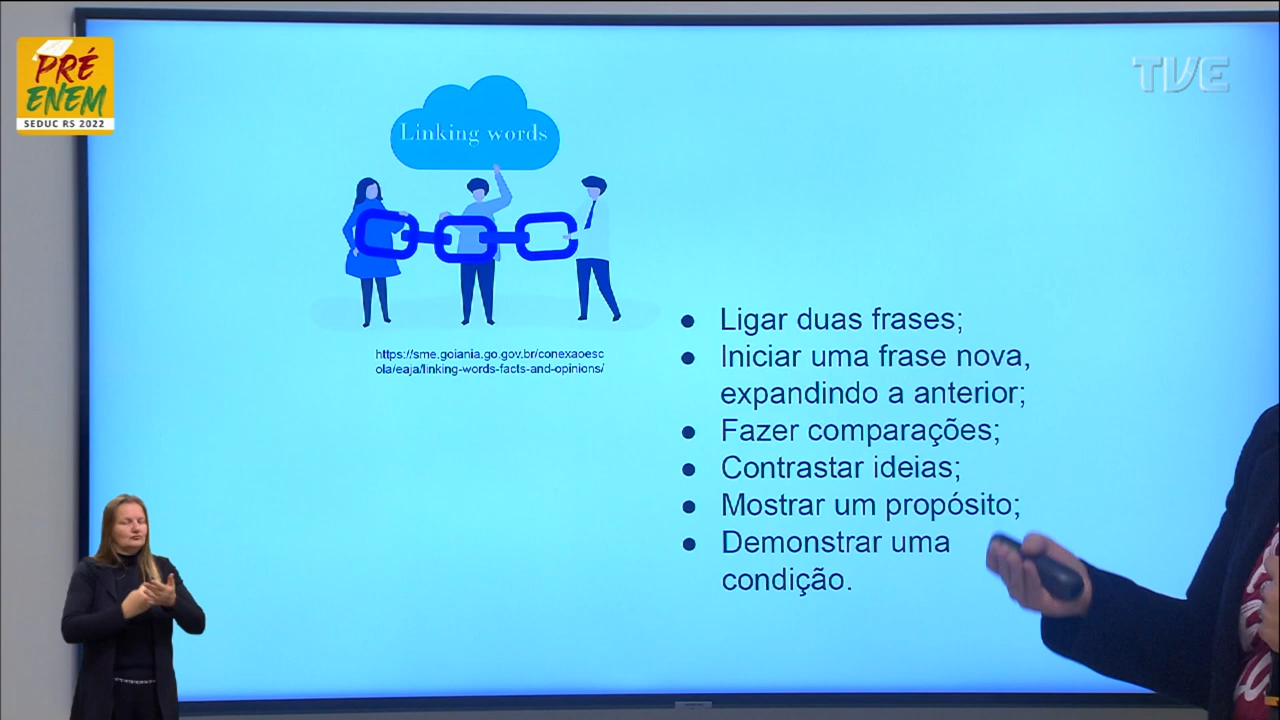 PRÉ
ENEM
SEDUC RS 2022
TVE
Linking words
https://sme.goiania.go.gov.br/conexaoesc
ola/eaja/linking-words-facts-and-opinions/
● Ligar duas frases;
● Iniciar uma frase nova,
expandindo a anterior;
● Fazer comparações;
● Contrastar ideias;
● Mostrar um propósito;
● Demonstrar uma
condição.